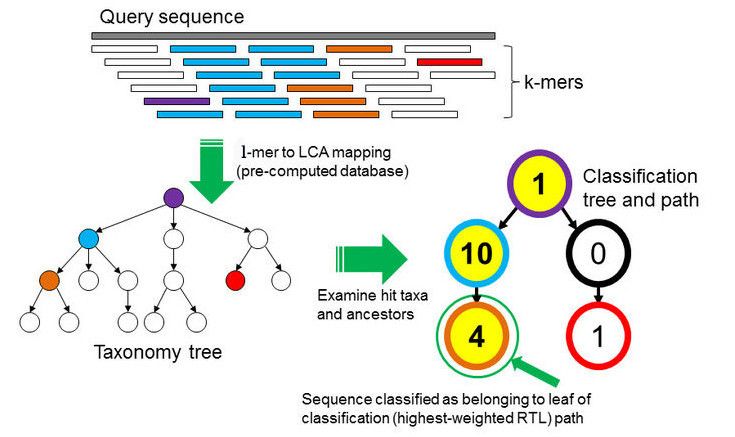 Query sequence
k-mers
1-mer to LCA mapping
(pre-computed database)
Classification
tree and path
1
10
0
4
1
Examine hit taxa
and ancestors
Taxonomy tree
Sequence classified as belonging to leaf of
classification (highest-weighted RTL) path